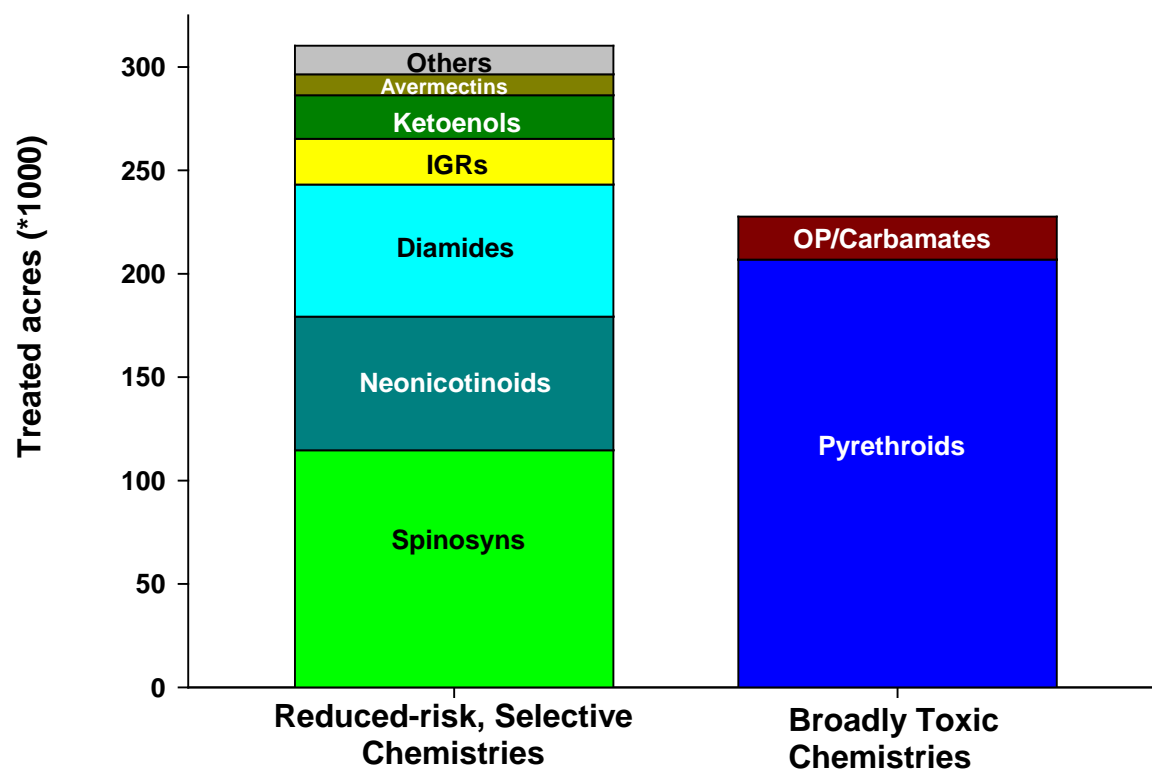 Treated acres (*1000)
300
250
200
150
100
50
0
Others
Avermectins
Ketoenols
IGRs
Diamides
Neonicotinoids
Spinosyns
OP/Carbamates
Pyrethroids
Reduced-risk, Selective
Chemistries
Broadly Toxic
Chemistries